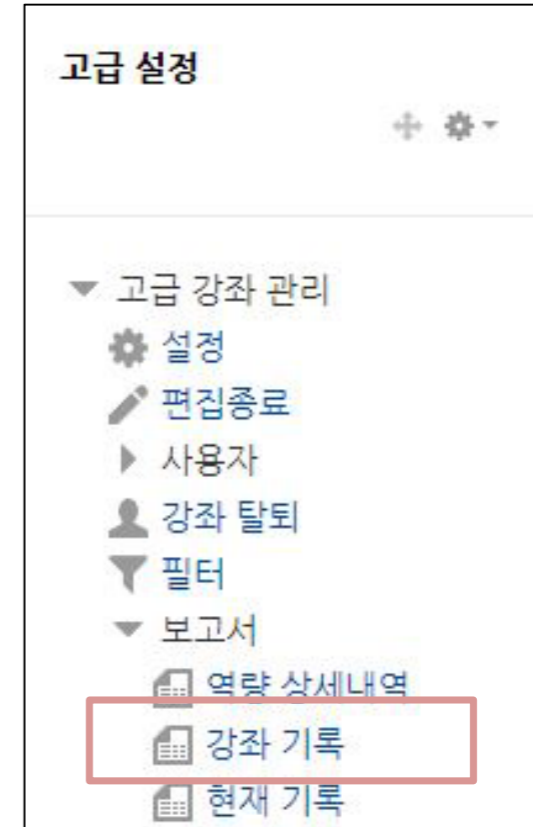 고급 설정
고급 강좌 관리
설정
편집종료
사용자
강좌 탈퇴
필터
보고서
역량 상세내역
강좌 기록
현재 기록